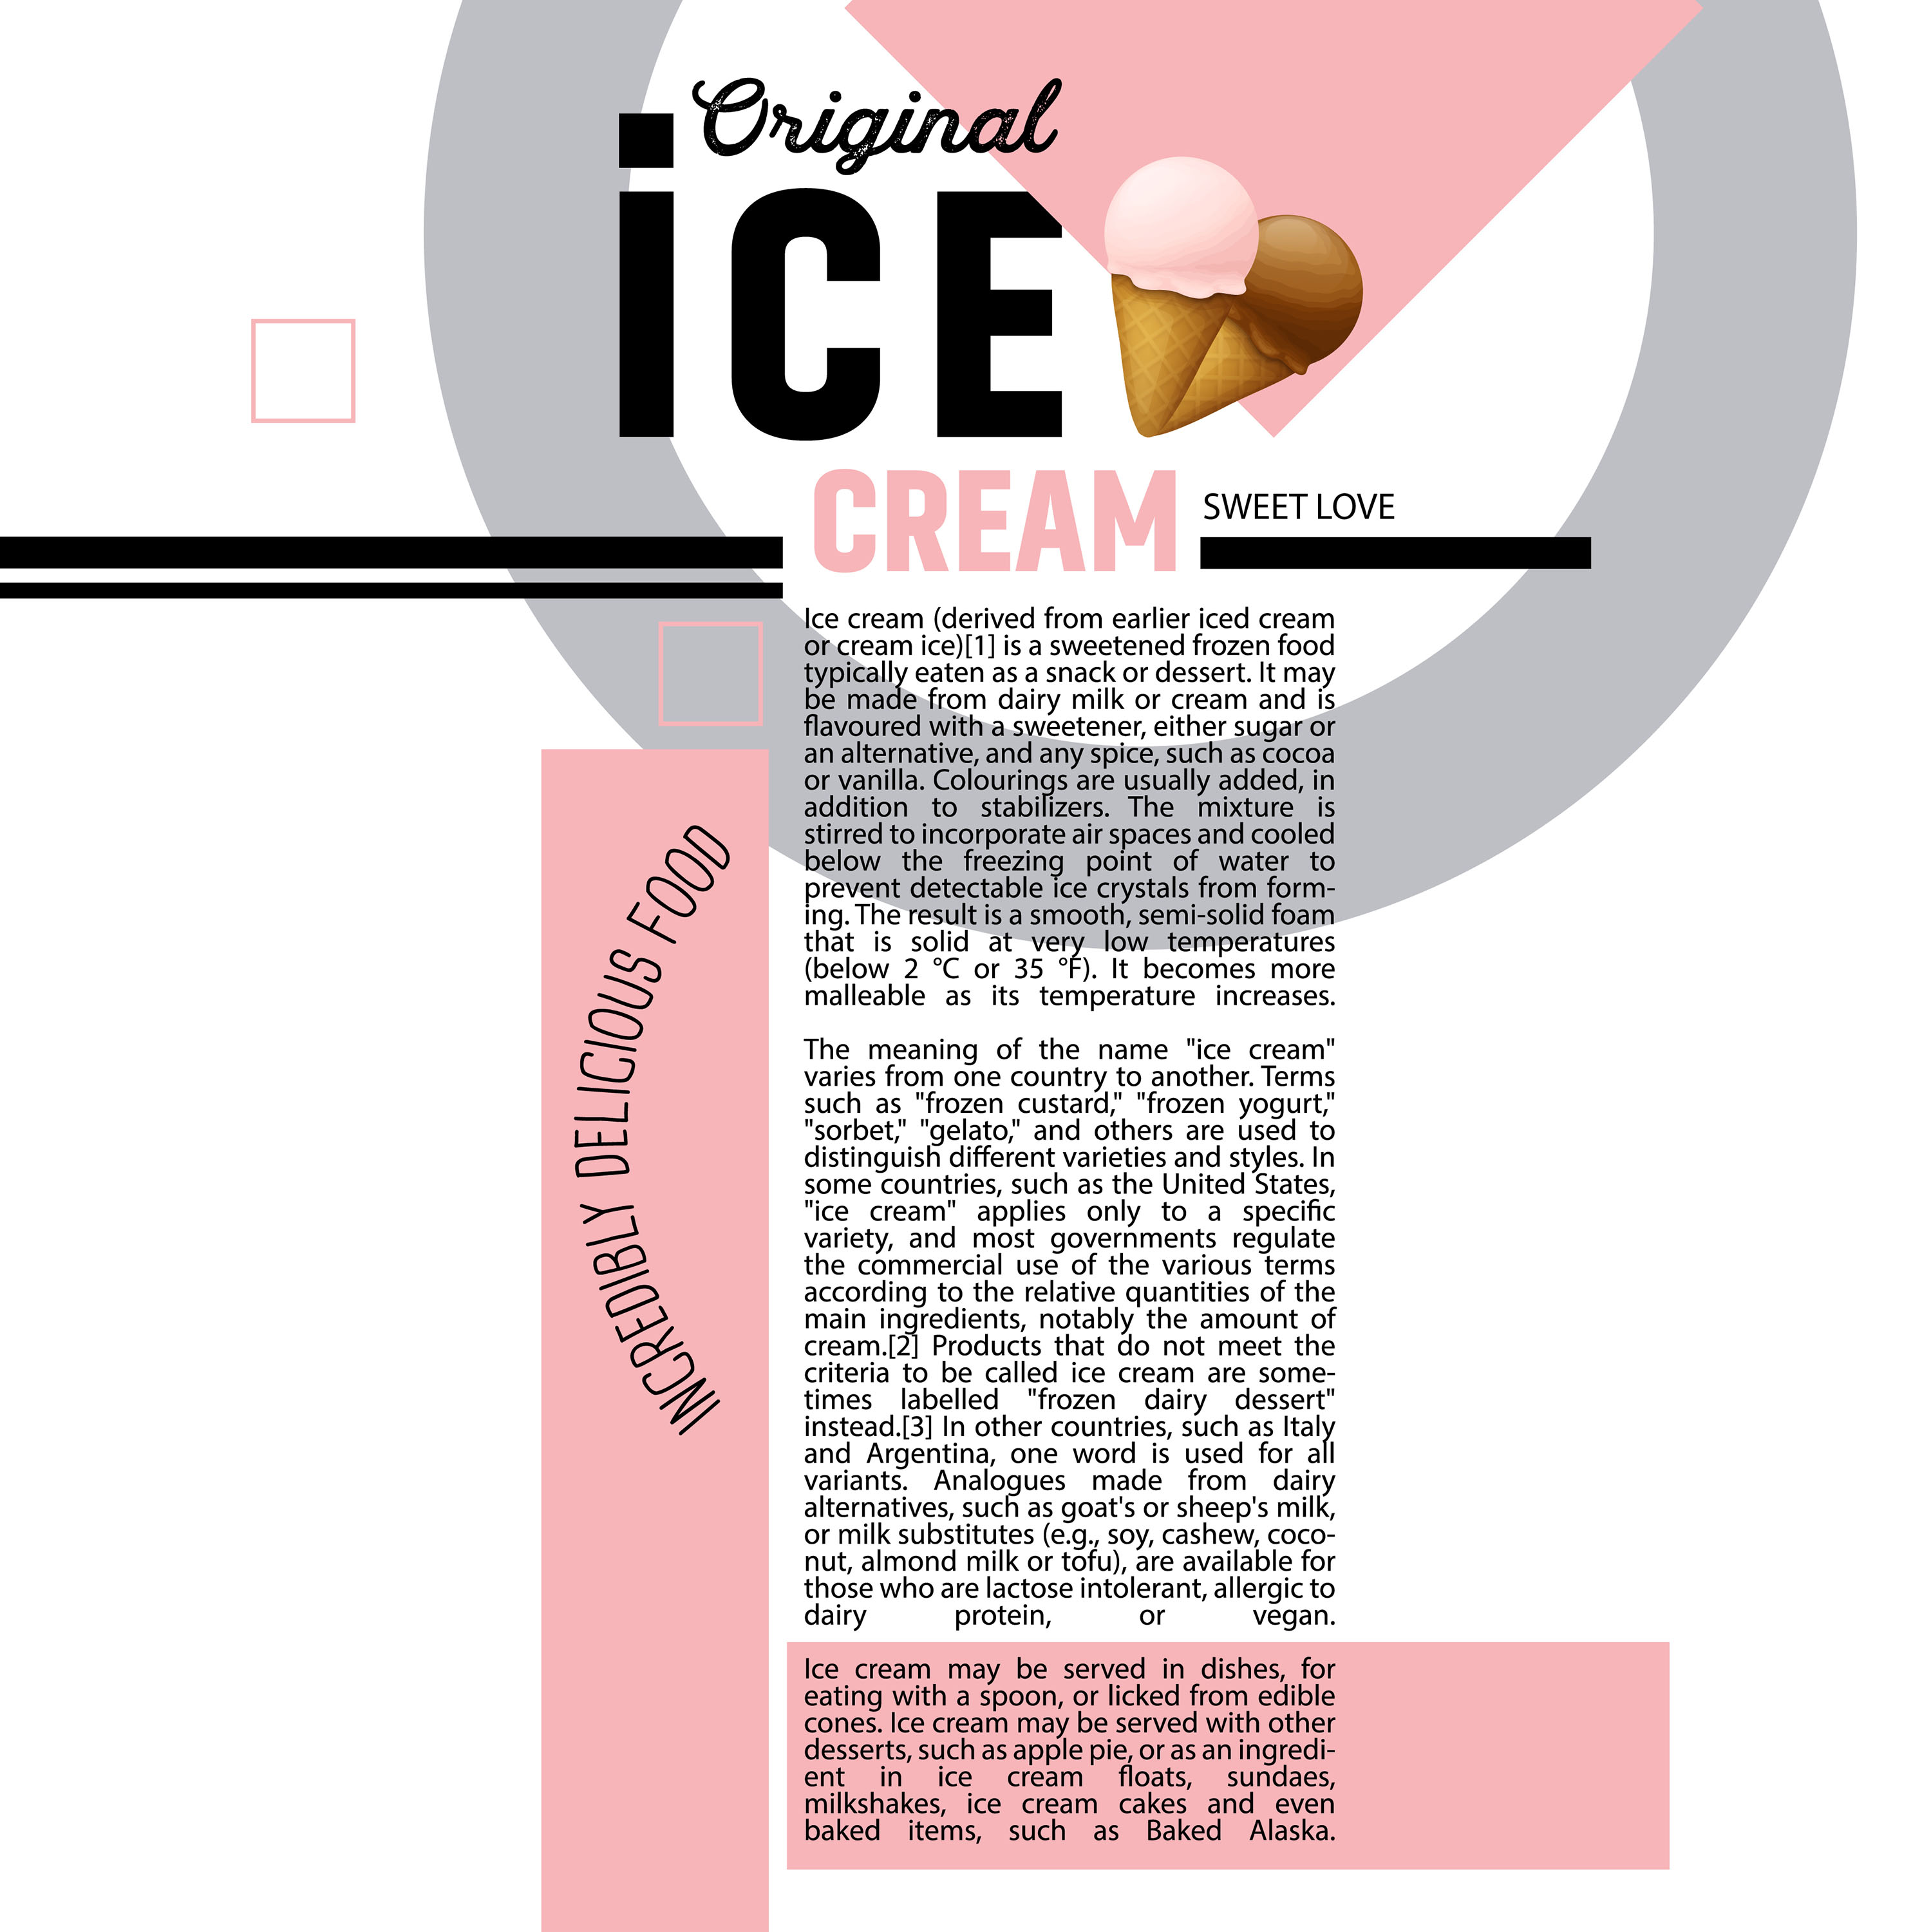 Original
iCE
CREAM
SWEET LOVE
Ice cream (derived from earlier iced cream
or cream ice)[1] is a sweetened frozen food
typically eaten as a snack or dessert. It may
be made from dairy milk or cream and is
flavoured with a sweetener, either sugar or
an alternative, and any spice, such as cocoa
or vanilla. Colourings are usually added, in
addition to stabilizers. The mixture is
stirred to incorporate air spaces and cooled
below the freezing point of water to
prevent detectable ice crystals from form-
ing. The result is a smooth, semi-solid foam
that is solid at very low temperatures
(below 2 °C or 35 °F). It becomes more
malleable as its temperature increases.
INCREDIBLY DELICIOUS FOOD
The meaning of the name "ice cream"
varies from one country to another. Terms
such as "frozen custard," "frozen yogurt,"
"sorbet," "gelato," and others are used to
distinguish different varieties and styles. In
some countries, such as the United States,
"ice cream" applies only to a specific
variety, and most governments regulate
the commercial use of the various terms
according to the relative quantities of the
main ingredients, notably the amount of
cream.[2] Products that do not meet the
criteria to be called ice cream are some-
times labelled "frozen dairy dessert"
instead.[3] In other countries, such as Italy
and Argentina, one word is used for all
variants. Analogues made from dairy
alternatives, such as goat's or sheep's milk,
or milk substitutes (e.g., soy, cashew, coco-
nut, almond milk or tofu), are available for
those who are lactose intolerant, allergic to
dairy protein, or vegan.
Ice cream may be served in dishes, for
eating with a spoon, or licked from edible
cones. Ice cream may be served with other
desserts, such as apple pie, or as an ingredi-
ent in ice cream floats, sundaes,
milkshakes, ice cream cakes and even
baked items, such as Baked Alaska.